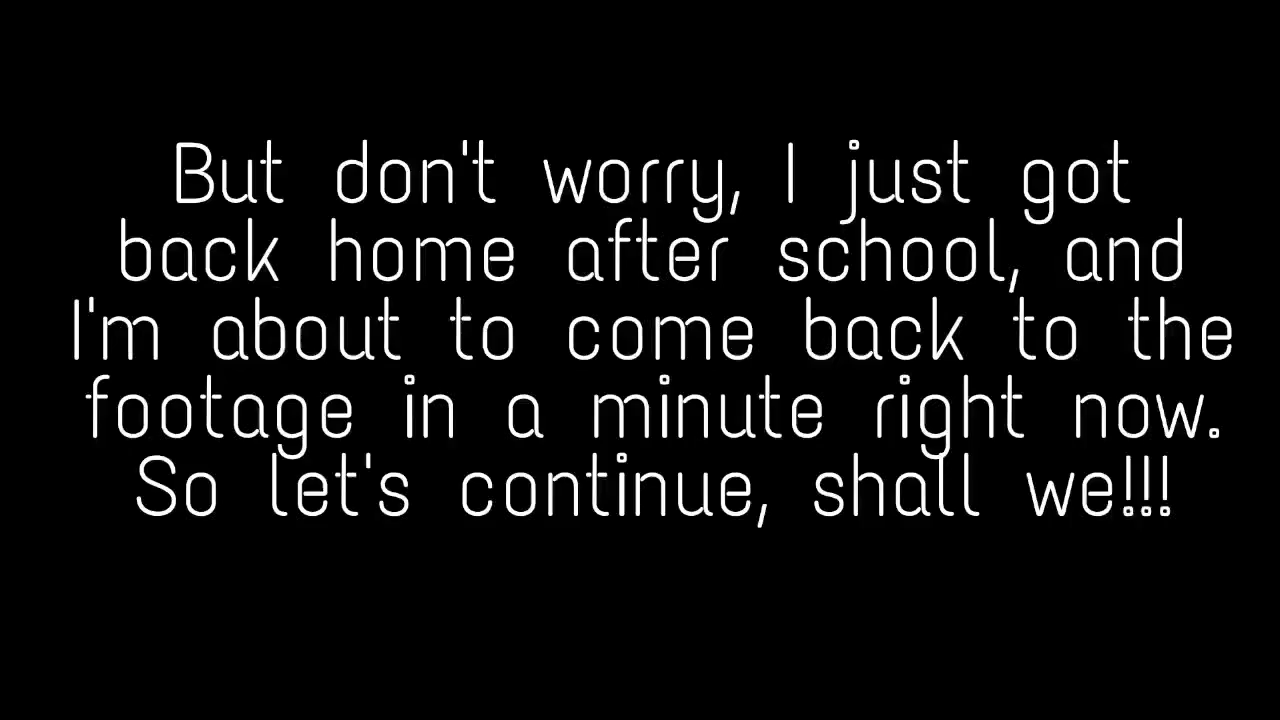 But don't worry, I just got
back home after school, and
I'm about to come back to the
footage in a minute right now.
So let's continue, shall we!!!